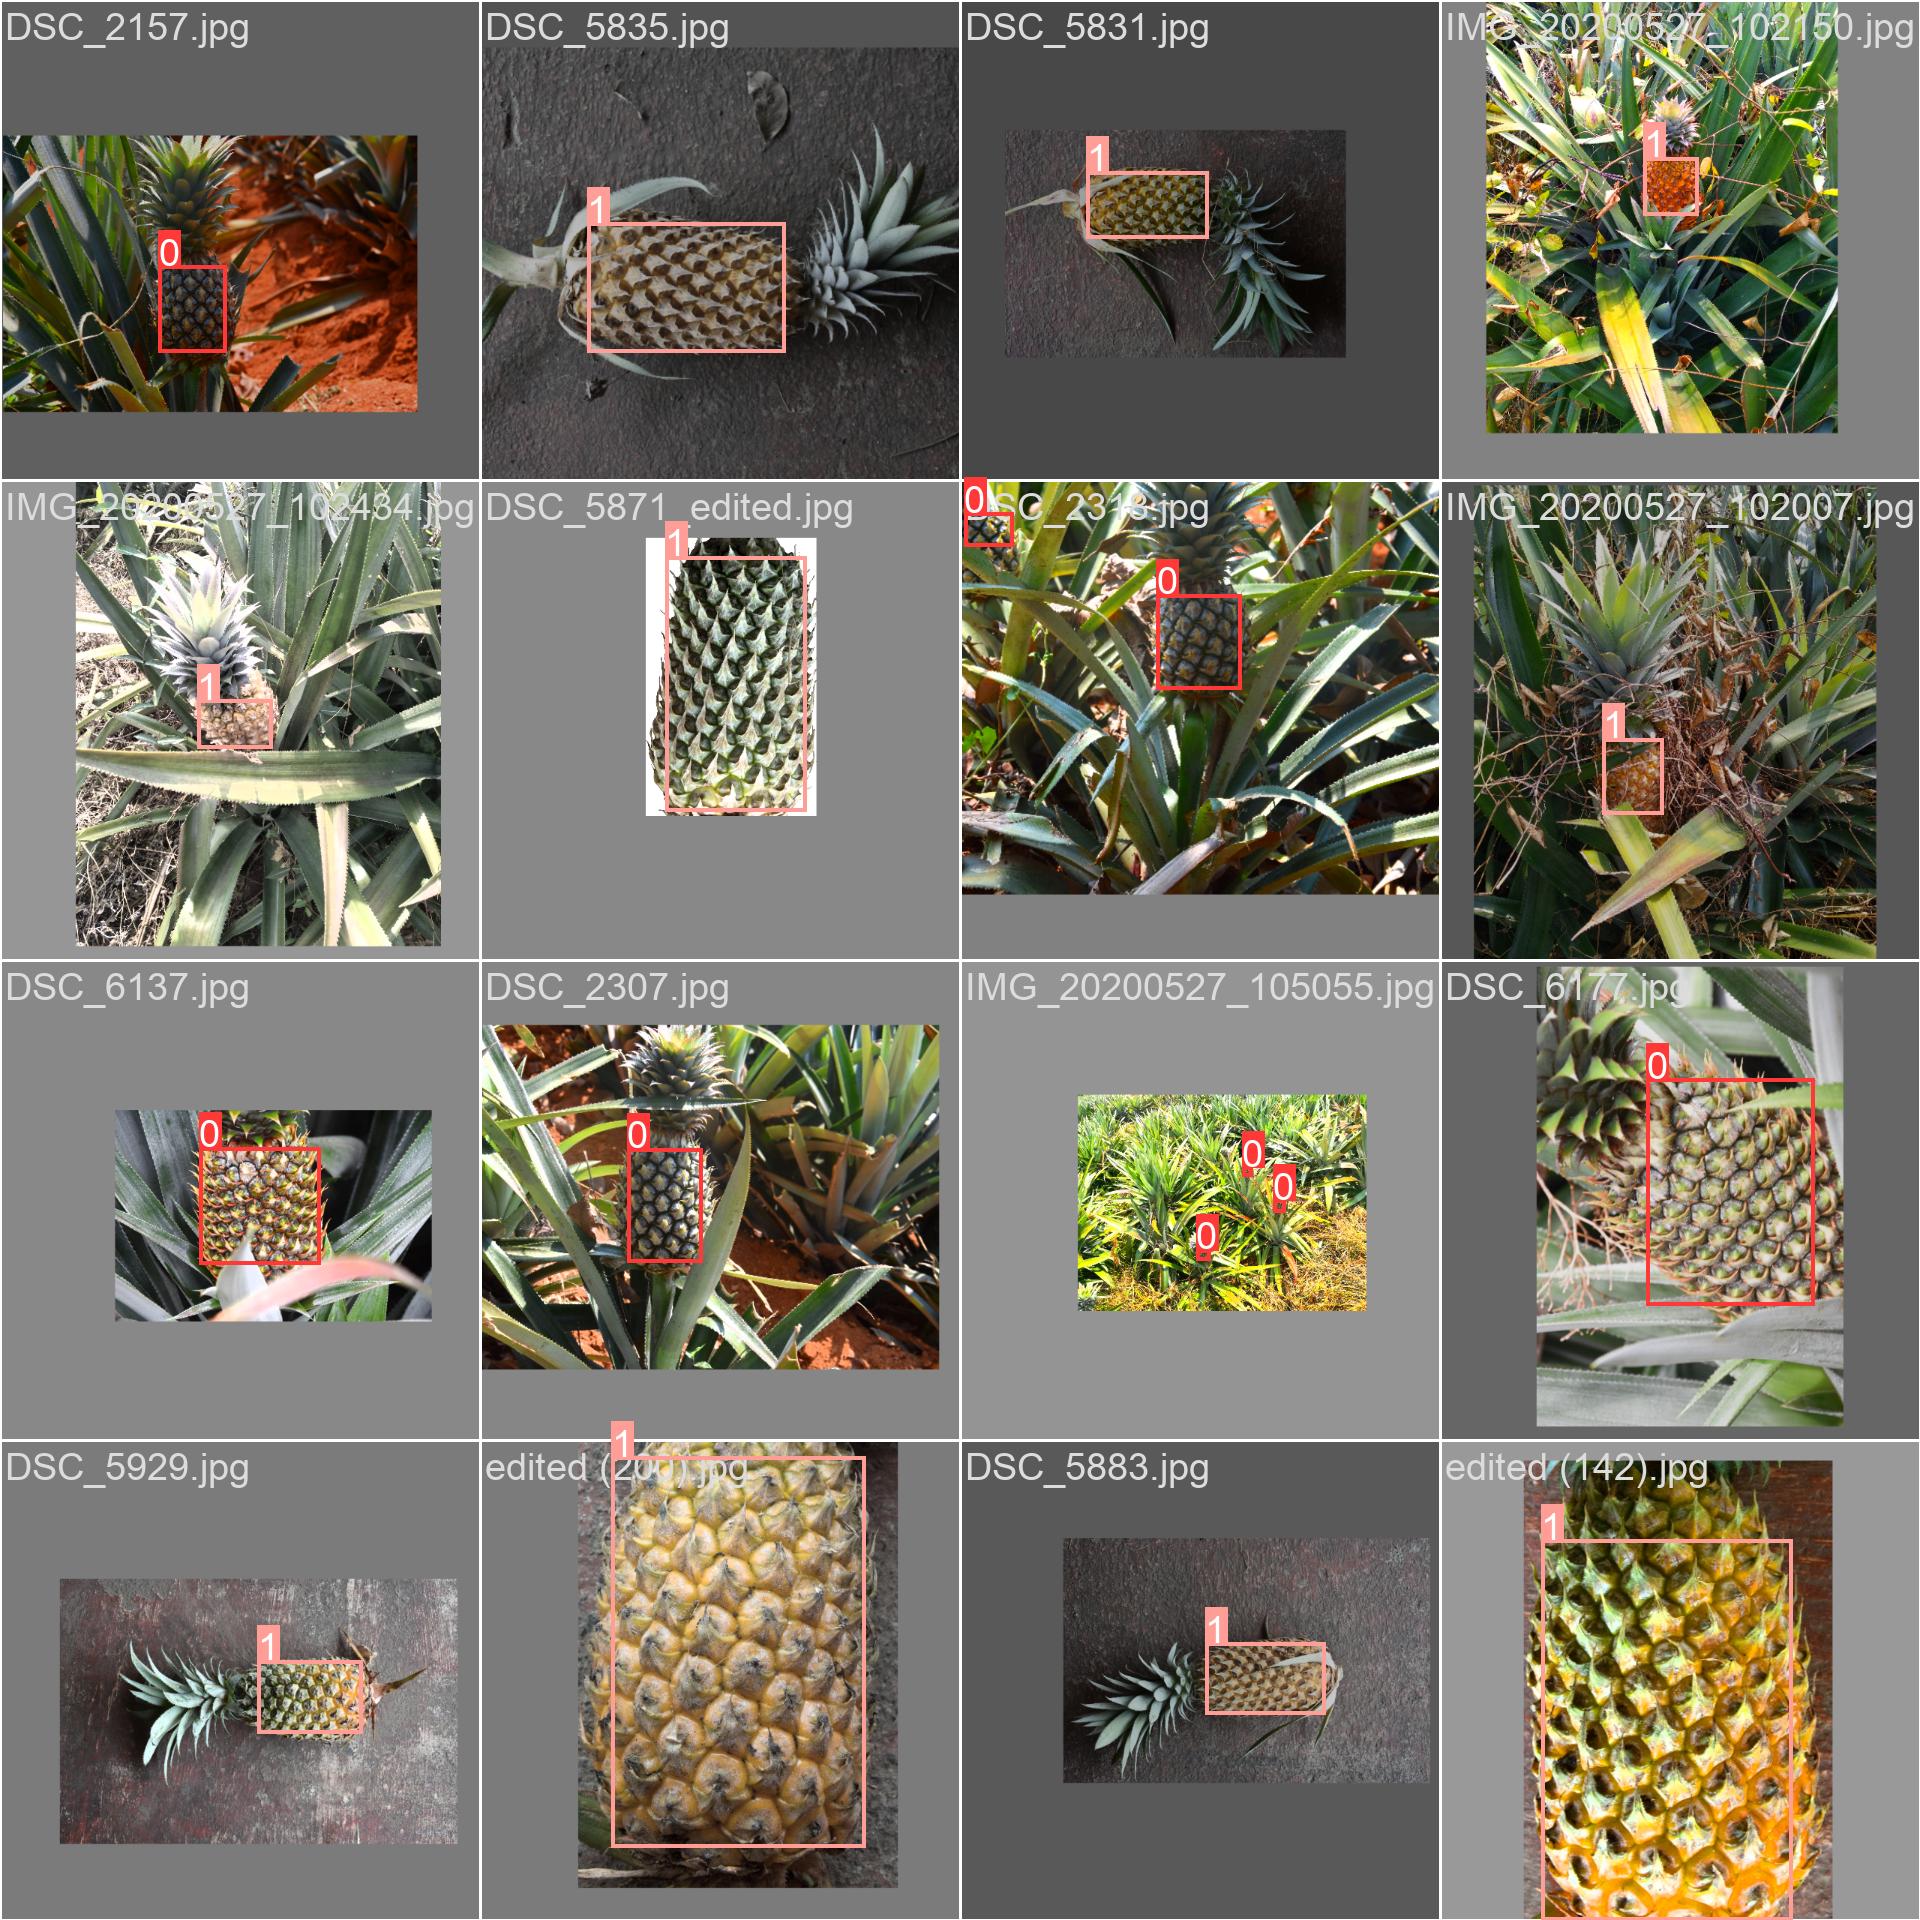 DSC_2157.jpg
DSC_5835.jpg
DSC_5831.jpg
IMG_20200527_102150.jpg
1
1
1
0
IMG_20200527_102434.jpg
DSC_5871_edited.jpg
0
DSC_2318.jpg
IMG_20200527_102007.jpg
1
0
1
1
DSC_6137.jpg
DSC_2307.jpg
IMG_20200527_105055.jpg
DSC_6177.jpg
0
0
0
0
0
0
DSC_5929.jpg
1
edited (200).jpg
DSC_5883.jpg
edited (142).jpg
1
1
1